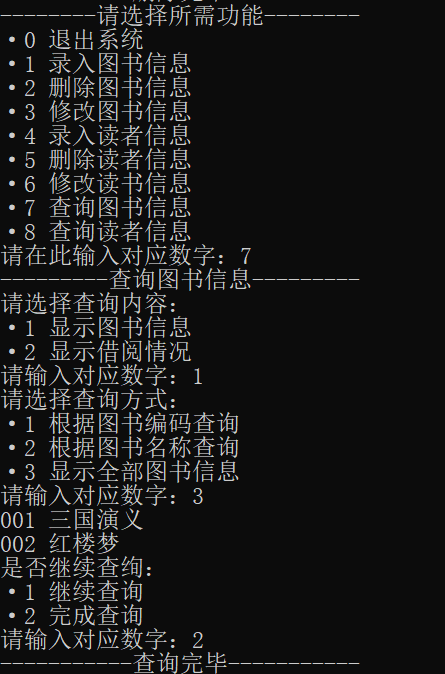 --------请选择所需功能--------
·0 退出系统
·1 录入图书信息
·2 删除图书信息
·3 修改图书信息
·4 录入读者信息
·5 删除读者信息
·6 修改读书信息
·7 查询图书信息
·8 查询读者信息
请在此输入对应数字：7
---------查询图书信息---------
请选择查询内容：
·1 显示图书信息
·2 显示借阅情况
请输入对应数字：1
请选择查询方式：
·1 根据图书编码查询
·2 根据图书名称查询
·3 显示全部图书信息
请输入对应数字：3
001 三国演义
002 红楼梦
是否继续查绚：
·1 继续查询
·2 完成查询
请输入对应数字：2
-----------查询完毕-----------